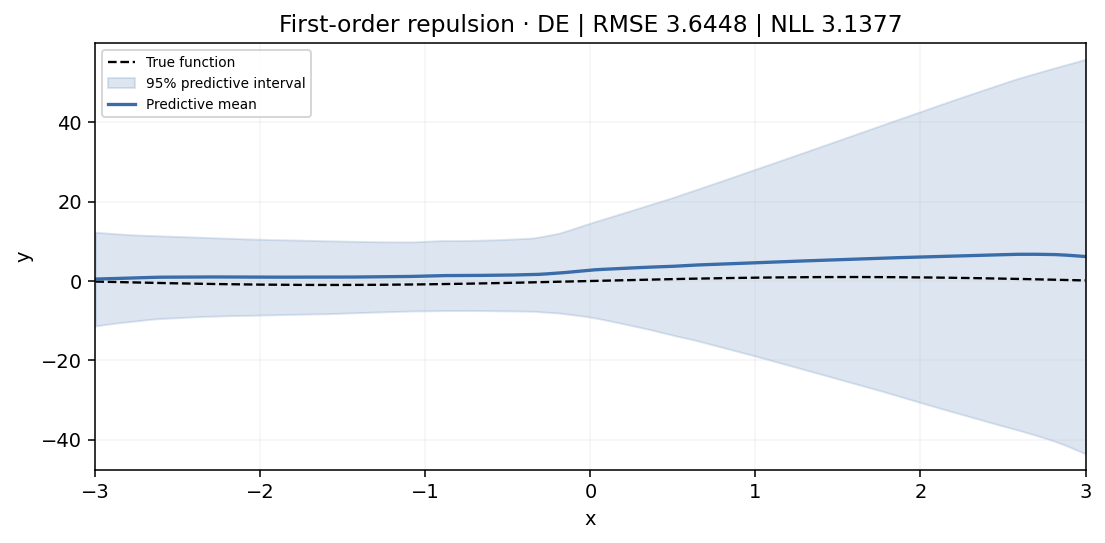 First-order repulsion · DE | RMSE 3.6448 | NLL 3.1377
True function
95% predictive interval
Predictive mean
y
40
20
0
−20
−40
−3
−2
−1
0
1
2
3
x